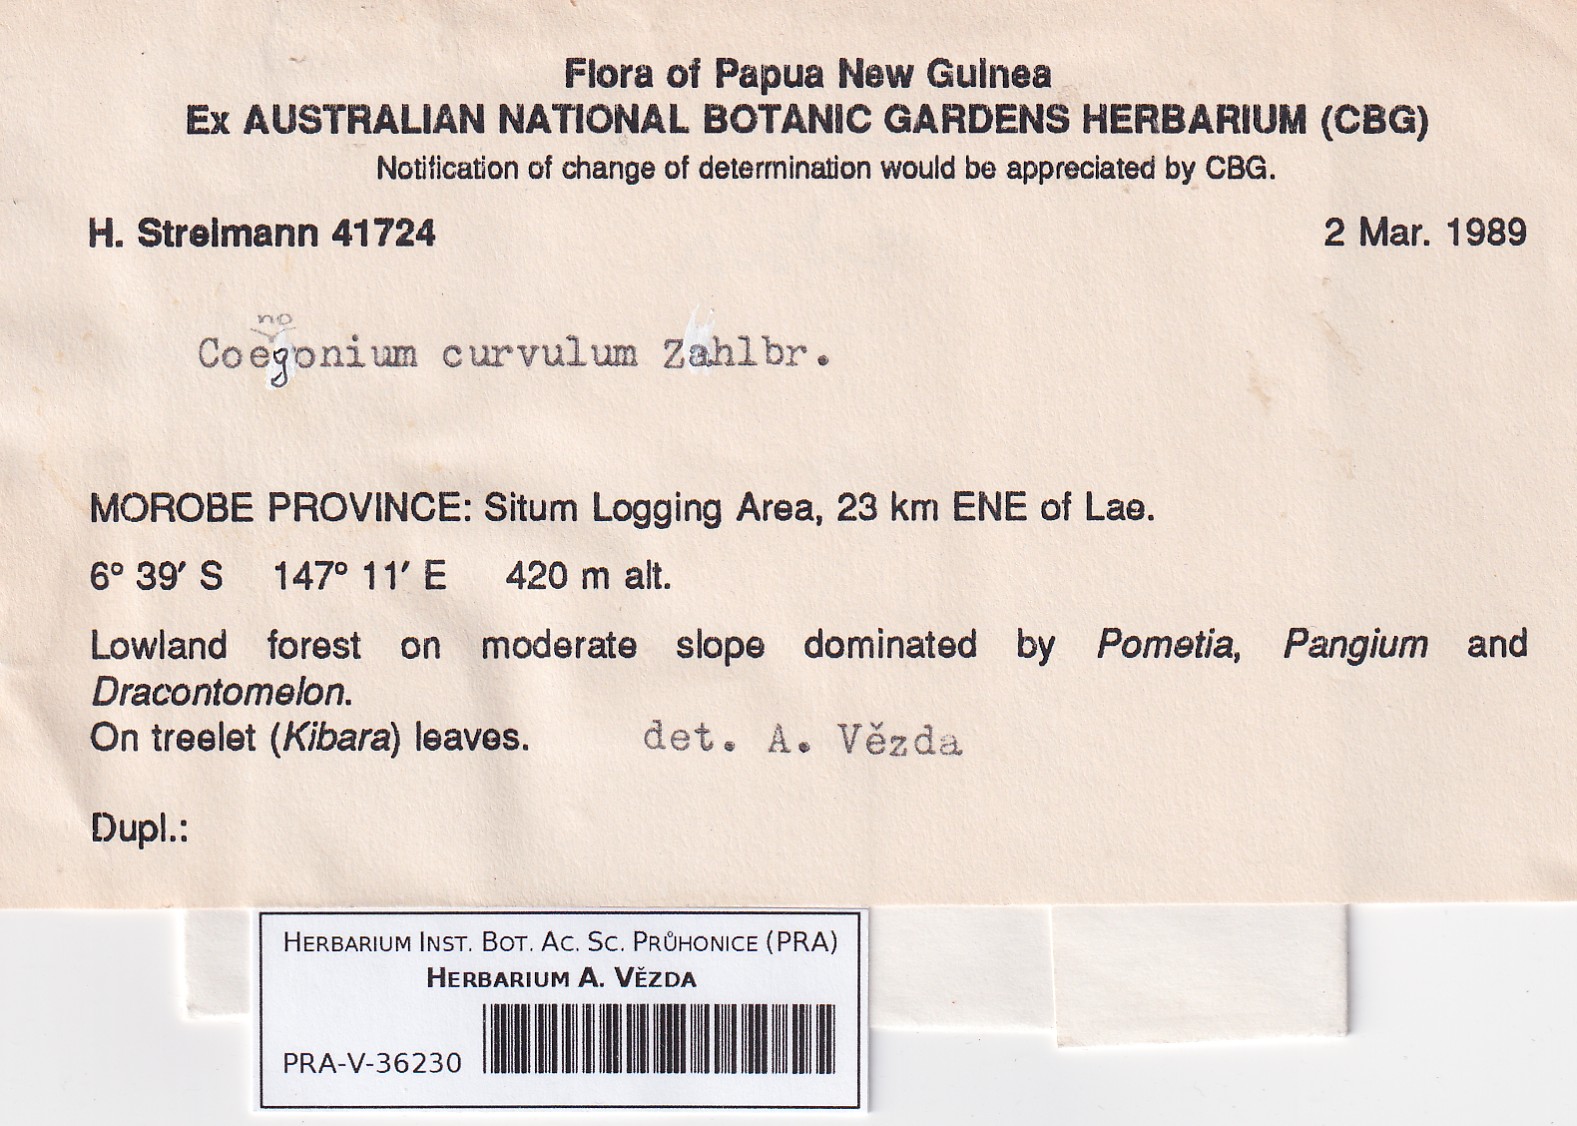 Flora of Papua New Guinea
Ex AUSTRALIAN NATIONAL BOTANIC GARDENS HERBARIUM (CBG)
Notification of change of determination would be appreciated by CBG.
H. Streimann 41724 2 Mar. 1989
no
Coegonium curvulum Zahlbr.
MOROBE PROVINCE: Situm Logging Area, 23 km ENE of Lae.
6° 39′ S 147° 11′ E 420 m alt.
Lowland forest on moderate slope dominated by Pometia, Pangium and
Dracontomelon.
On treelet (Kibara) leaves. det. A. Vězda
Dupl.:
HERBARIUM INST. BOT. AC. SC. PRŮHONICE (PRA)
HERBARIUM A. VĚZDA
PRA-V-36230